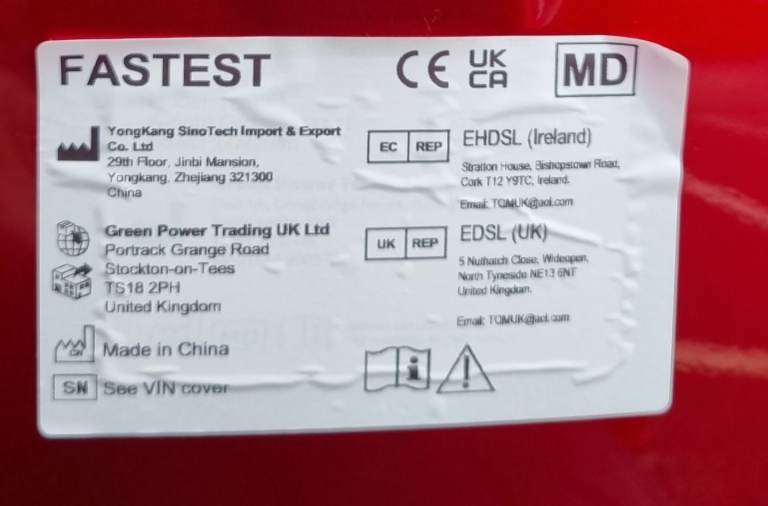 FASTEST
CE UK CA MD
YongKang SinoTech Import & Export
Co. Ltd
29th Floor, Jinbi Mansion,
Yongkang, Zhejiang 321300
China
Green Power Trading UK Ltd
Portrack Grange Road
Stockton-on-Tees
TS18 2PH
United Kingdom
CN
Made in China
SN See VIN cover
EC REP EHDSL (Ireland)
Stratton House, Bishopstown Road,
Cork T12 Y9TC, Ireland.
Email: TQMUK@aol.com
UK REP EDSL (UK)
5 Nuthatch Close, Wideopen,
North Tyneside NE13 6NT
United Kingdom.
Email: TQMUK@aol.com
i
!